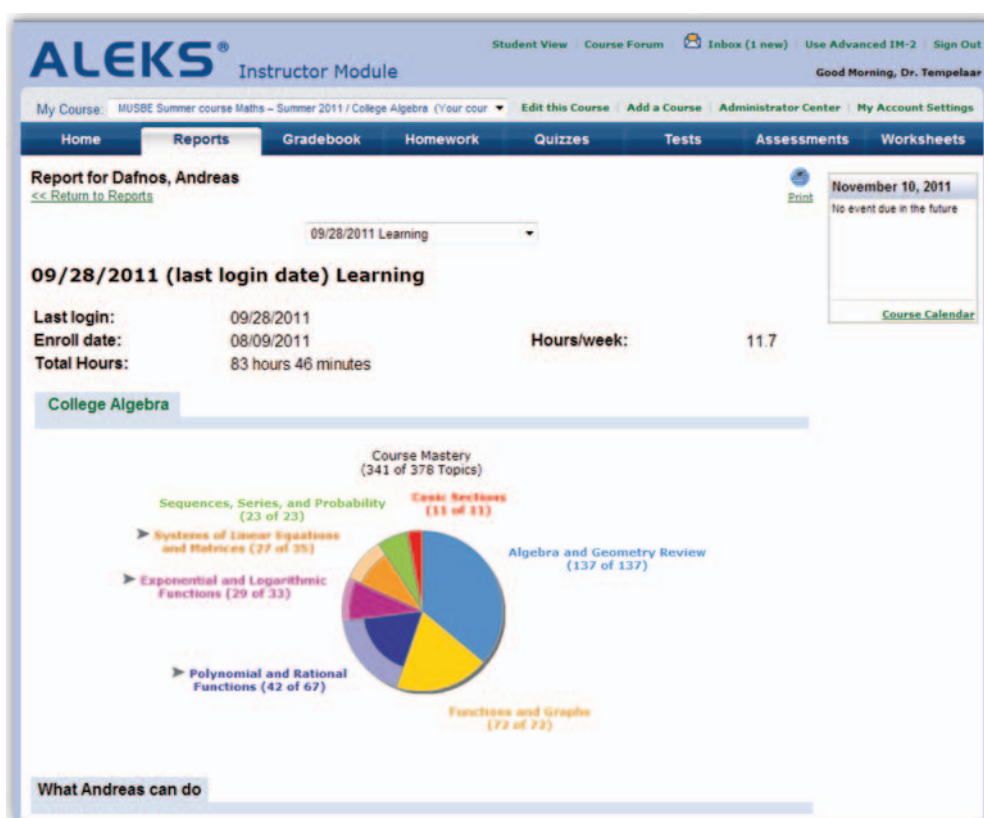 Student View Course Forum Inbox (1 new) Use Advanced IM-2 Sign Out
ALEKS® Instructor Module
Good Morning, Dr. Tempelaar
My Course: MUSBE Summer course Maths – Summer 2011 / College Algebra (Your cour Edit this Course Add a Course Administrator Center My Account Settings
Home Reports Gradebook Homework Quizzes Tests Assessments Worksheets
Report for Dafnos, Andreas
<< Return to Reports
Print
November 10, 2011
No event due in the future
Course Calendar
09/28/2011 Learning
09/28/2011 (last login date) Learning
Last login: 09/28/2011
Enroll date: 08/09/2011 Hours/week: 11.7
Total Hours: 83 hours 46 minutes
College Algebra
Course Mastery
(341 of 378 Topics)
Sequences, Series, and Probability
(23 of 23)
Conic Sections
(11 of 11)
Systems of Linear Equations
and Matrices (27 of 35)
Algebra and Geometry Review
(137 of 137)
Exponential and Logarithmic
Functions (29 of 33)
Polynomial and Rational
Functions (42 of 67)
Functions and Graphs
(72 of 72)
What Andreas can do